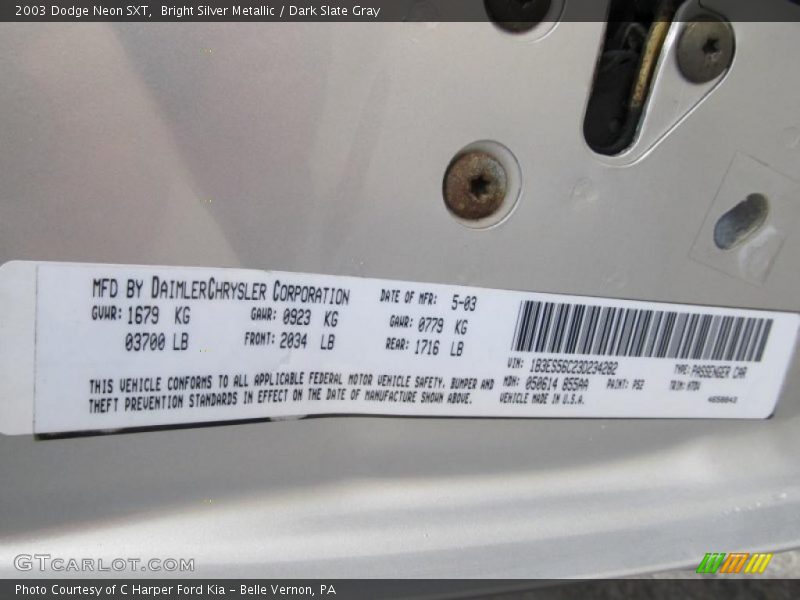 2003 Dodge Neon SXT,  Bright Silver Metallic / Dark Slate Gray
MFD BY DAIMLERCHRYSLER CORPORATION
DATE OF MFR: 5-03
GVWR: 1679 KG GAWR: 0923 KG GAWR: 0779 KG
03700 LB FRONT: 2034 LB REAR: 1716 LB
THIS VEHICLE CONFORMS TO ALL APPLICABLE FEDERAL MOTOR VEHICLE SAFETY, BUMPER AND
THEFT PREVENTION STANDARDS IN EFFECT ON THE DATE OF MANUFACTURE SHOWN ABOVE.
VIN: 1B3ES56C23D234282 TYPE: PASSENGER CAR
MDH: 050614 855AA PAINT: PS2 TRIM:
VEHICLE MADE IN U.S.A.
GTCARLOT.COM
Photo Courtesy of C Harper Ford Kia – Belle Vernon, PA